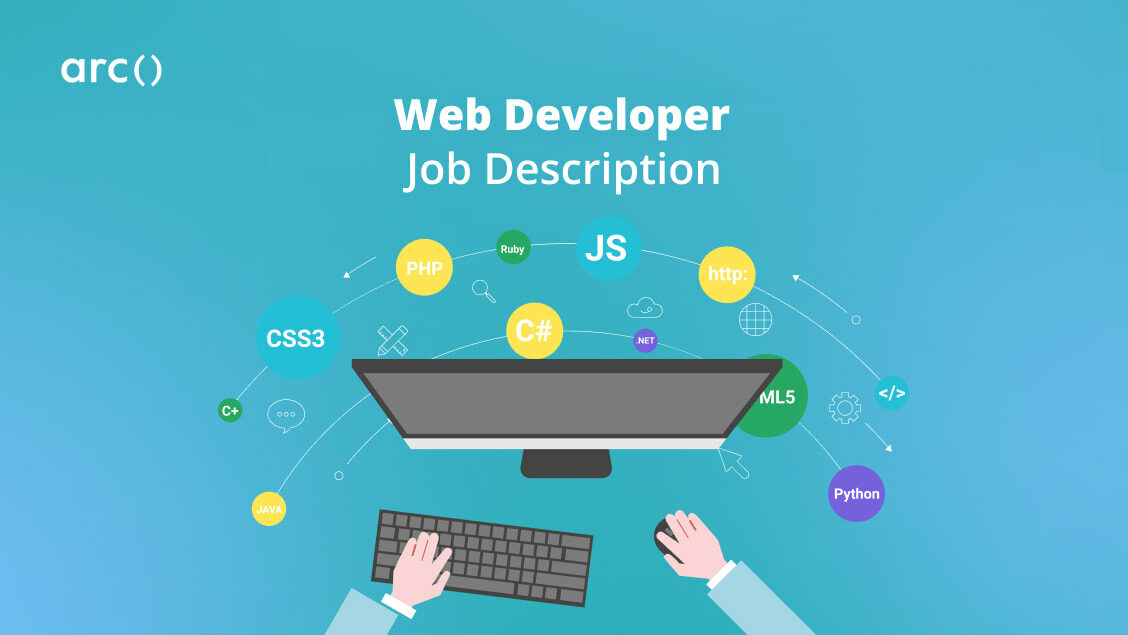 arc()
Web Developer
Job Description
PHP
Ruby
JS
http:
CSS3
C#
.NET
ML5
</>
C+
Python
JAVA